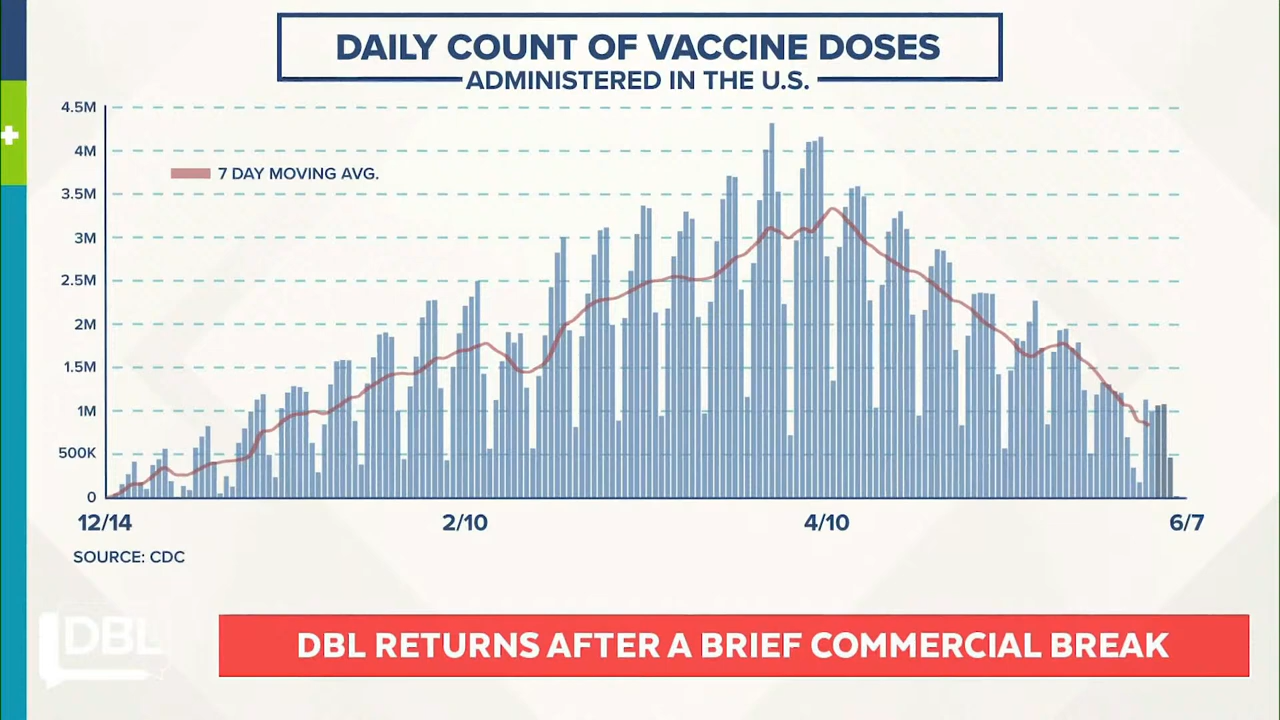 DAILY COUNT OF VACCINE DOSES
ADMINISTERED IN THE U.S.
4.5M
4M
7 DAY MOVING AVG.
3.5M
3M
2.5M
2M
1.5M
1M
500K
0
12/14 2/10 4/10 6/7
SOURCE: CDC
DBL
DBL RETURNS AFTER A BRIEF COMMERCIAL BREAK